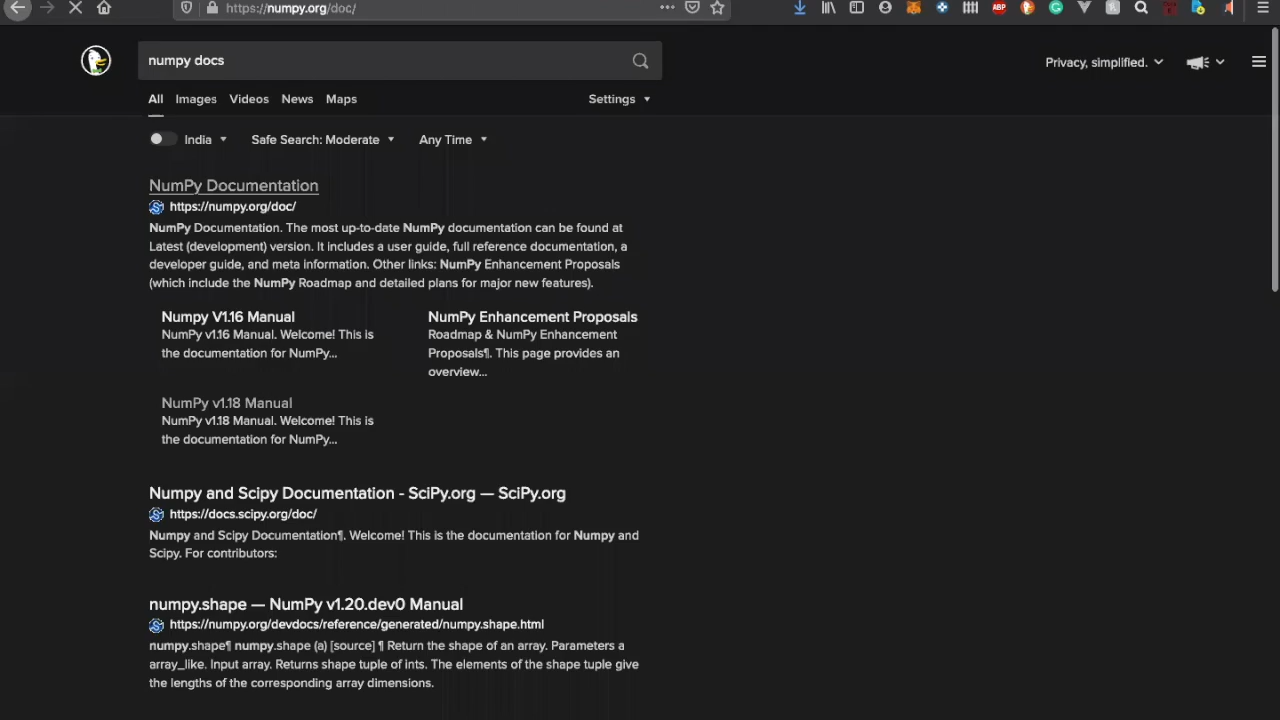 https://numpy.org/doc/
ABP
numpy docs
Privacy, simplified.
All Images Videos News Maps Settings
India Safe Search: Moderate Any Time
NumPy Documentation
https://numpy.org/doc/
NumPy Documentation. The most up-to-date NumPy documentation can be found at
Latest (development) version. It includes a user guide, full reference documentation, a
developer guide, and meta information. Other links: NumPy Enhancement Proposals
(which include the NumPy Roadmap and detailed plans for major new features).
Numpy V1.16 Manual
NumPy v1.16 Manual. Welcome! This is
the documentation for NumPy...
NumPy Enhancement Proposals
Roadmap & NumPy Enhancement
Proposals¶. This page provides an
overview...
NumPy v1.18 Manual
NumPy v1.18 Manual. Welcome! This is
the documentation for NumPy...
Numpy and Scipy Documentation - SciPy.org — SciPy.org
https://docs.scipy.org/doc/
Numpy and Scipy Documentation¶. Welcome! This is the documentation for Numpy and
Scipy. For contributors:
numpy.shape — NumPy v1.20.dev0 Manual
https://numpy.org/devdocs/reference/generated/numpy.shape.html
numpy.shape¶ numpy.shape (a) [source] ¶ Return the shape of an array. Parameters a
array_like. Input array. Returns shape tuple of ints. The elements of the shape tuple give
the lengths of the corresponding array dimensions.